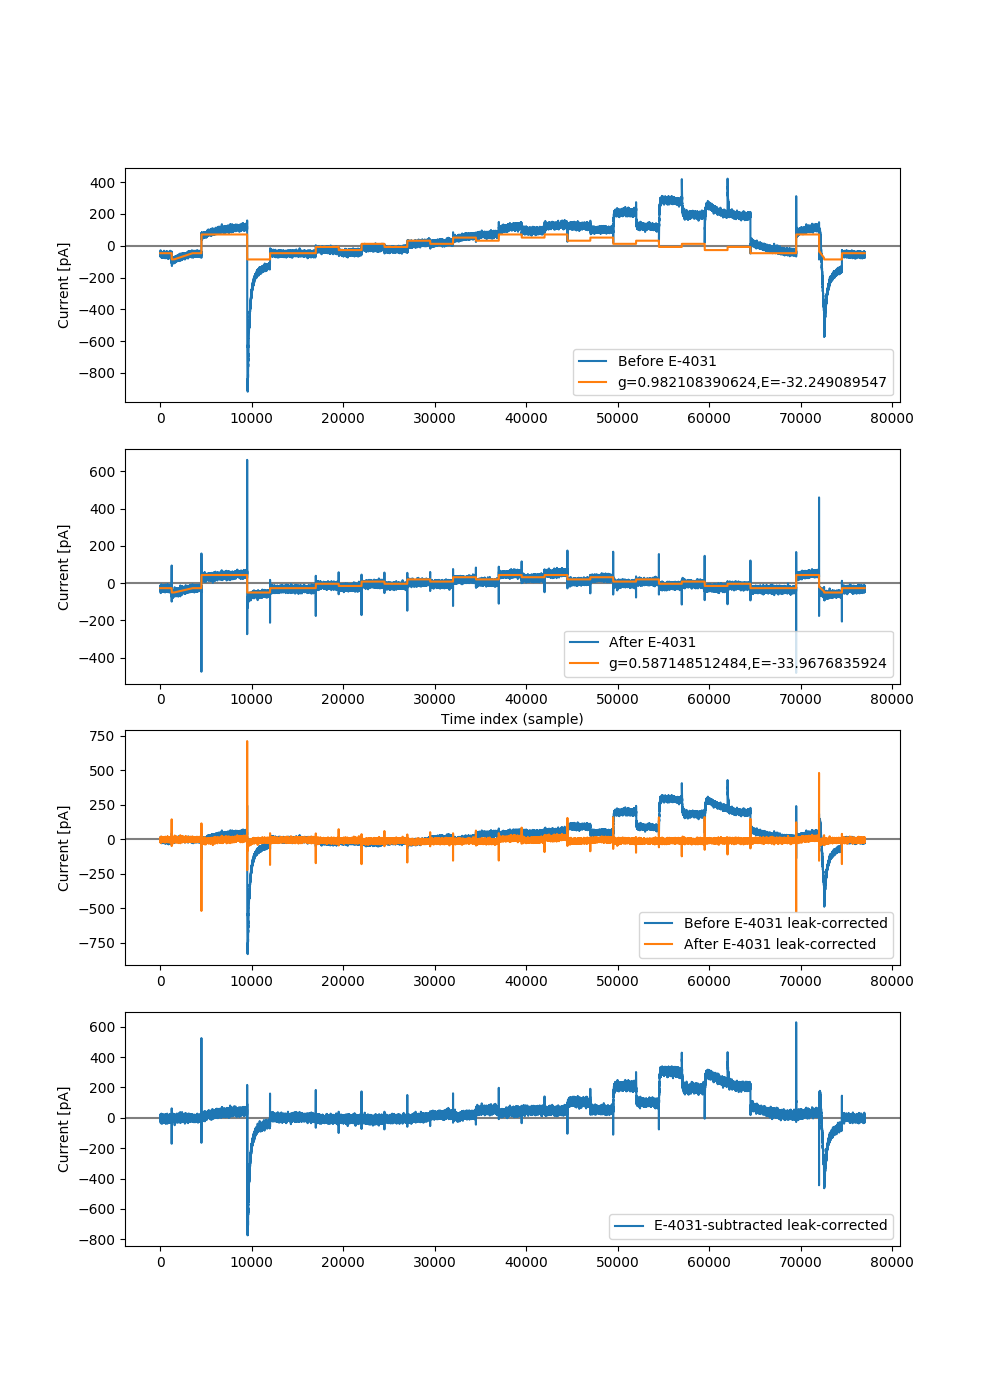 400
200
0
−200
−400
−600
−800
Current [pA]
Before E-4031
g=0.982108390624,E=-32.249089547
0 10000 20000 30000 40000 50000 60000 70000 80000
600
400
200
0
−200
−400
Current [pA]
After E-4031
g=0.587148512484,E=-33.9676835924
0 10000 20000 30000 40000 50000 60000 70000 80000
Time index (sample)
750
500
250
0
−250
−500
−750
Current [pA]
Before E-4031 leak-corrected
After E-4031 leak-corrected
0 10000 20000 30000 40000 50000 60000 70000 80000
600
400
200
0
−200
−400
−600
−800
Current [pA]
E-4031-subtracted leak-corrected
0 10000 20000 30000 40000 50000 60000 70000 80000